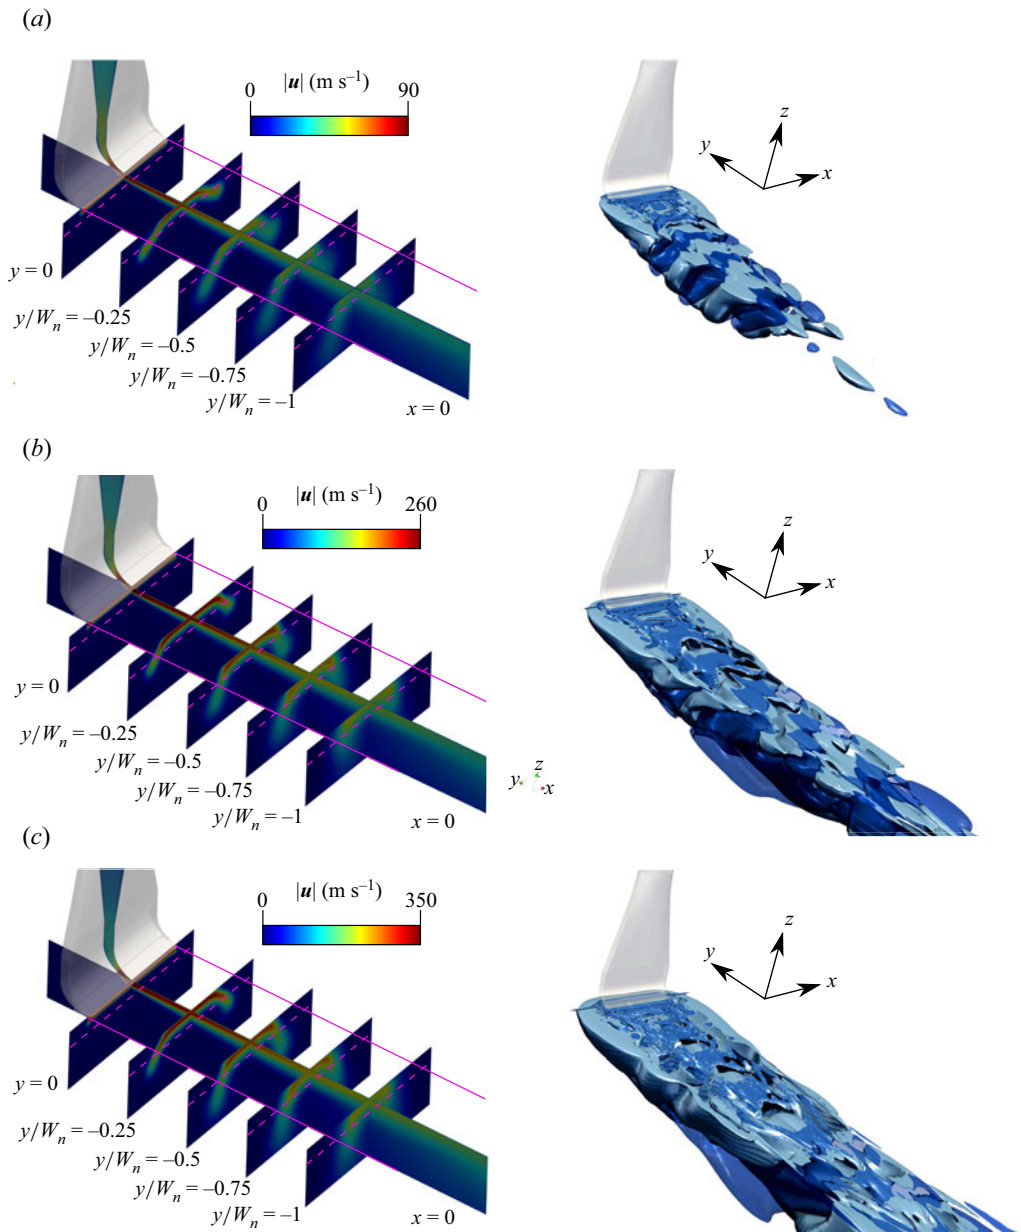 (a)
|u| (m s⁻¹)
0 90
z
y
x
y = 0
y/Wₙ = –0.25
y/Wₙ = –0.5
y/Wₙ = –0.75
y/Wₙ = –1
x = 0
(b)
|u| (m s⁻¹)
0 260
z
y
x
y = 0
y/Wₙ = –0.25
y/Wₙ = –0.5
y/Wₙ = –0.75
y/Wₙ = –1
x = 0
z
y x
(c)
|u| (m s⁻¹)
0 350
z
y
x
y = 0
y/Wₙ = –0.25
y/Wₙ = –0.5
y/Wₙ = –0.75
y/Wₙ = –1
x = 0